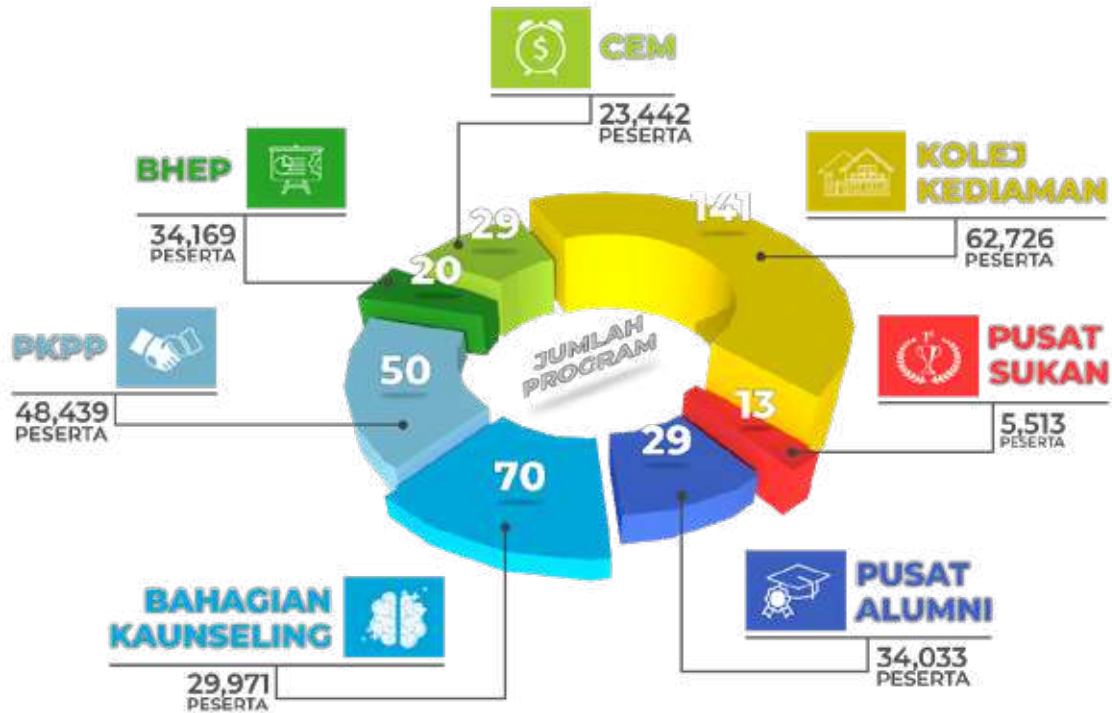 CEM
23,442
PESERTA
BHEP
34,169
PESERTA
KOLEJ
KEDIAMAN
62,726
PESERTA
PKPP
48,439
PESERTA
PUSAT
SUKAN
5,513
PESERTA
1st
$
141
29
20
50
70
29
13
JUMLAH
PROGRAM
BAHAGIAN
KAUNSELING
29,971
PESERTA
PUSAT
ALUMNI
34,033
PESERTA